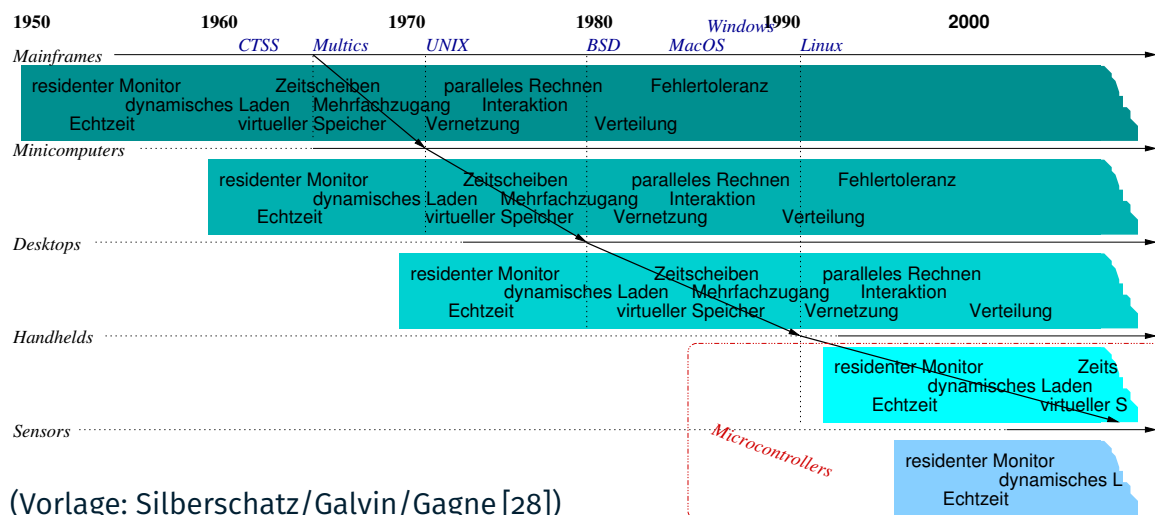 1950 1960 1970 1980 1990 2000
Windows
CTSS Multics UNIX BSD MacOS Linux
Mainframes
residenter Monitor Zeitscheiben paralleles Rechnen Fehlertoleranz
dynamisches Laden Mehrfachzugang Interaktion
Echtzeit virtueller Speicher Vernetzung Verteilung
Minicomputers
residenter Monitor Zeitscheiben paralleles Rechnen Fehlertoleranz
dynamisches Laden Mehrfachzugang Interaktion
Echtzeit virtueller Speicher Vernetzung Verteilung
Desktops
residenter Monitor Zeitscheiben paralleles Rechnen
dynamisches Laden Mehrfachzugang Interaktion
Echtzeit virtueller Speicher Vernetzung Verteilung
Handhelds
residenter Monitor Zeits
dynamisches Laden
Echtzeit virtueller S
Sensors
Microcontrollers
residenter Monitor
dynamisches L
Echtzeit
(Vorlage: Silberschatz/Galvin/Gagne [28])